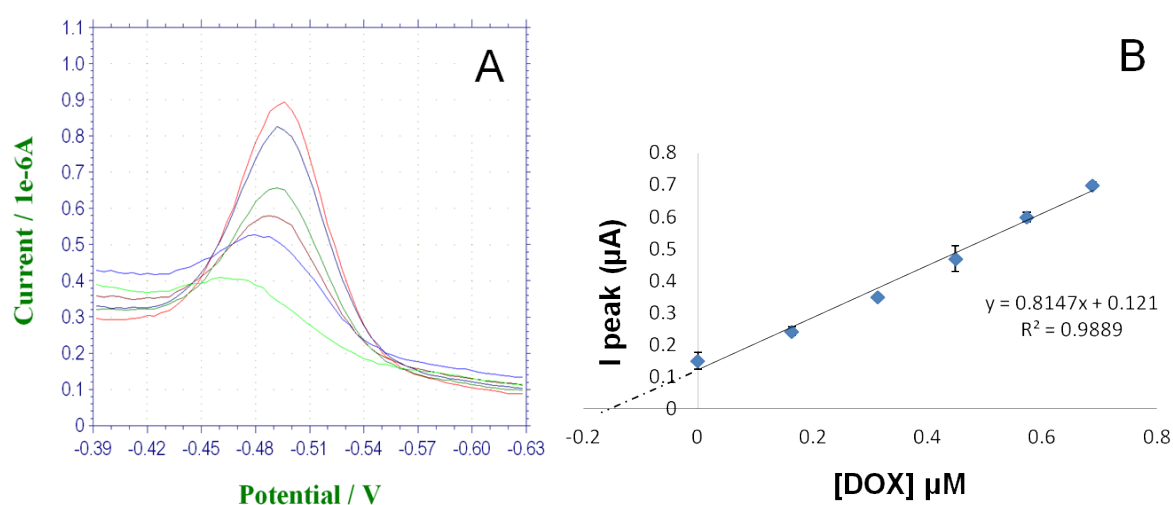 A
1.1
1.0
0.9
0.8
0.7
0.6
0.5
0.4
0.3
0.2
0.1
0
Current / 1e-6A
-0.39 -0.42 -0.45 -0.48 -0.51 -0.54 -0.57 -0.60 -0.63
Potential / V
B
0.8
0.7
0.6
0.5
0.4
0.3
0.2
0.1
0
I peak (µA)
y = 0.8147x + 0.121
R² = 0.9889
-0.2 0 0.2 0.4 0.6 0.8
[DOX] µM